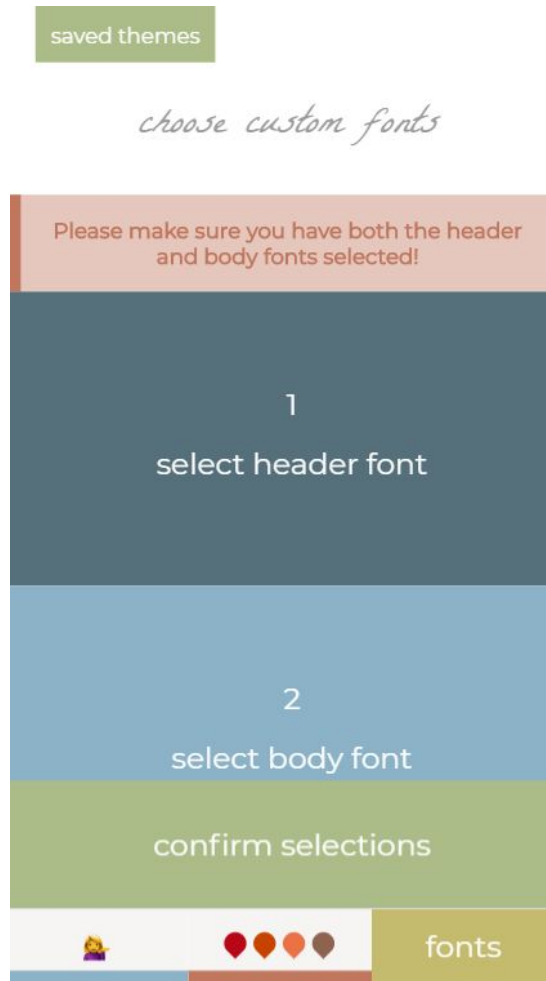 saved themes
choose custom fonts
Please make sure you have both the header
and body fonts selected!
1
select header font
2
select body font
confirm selections
fonts